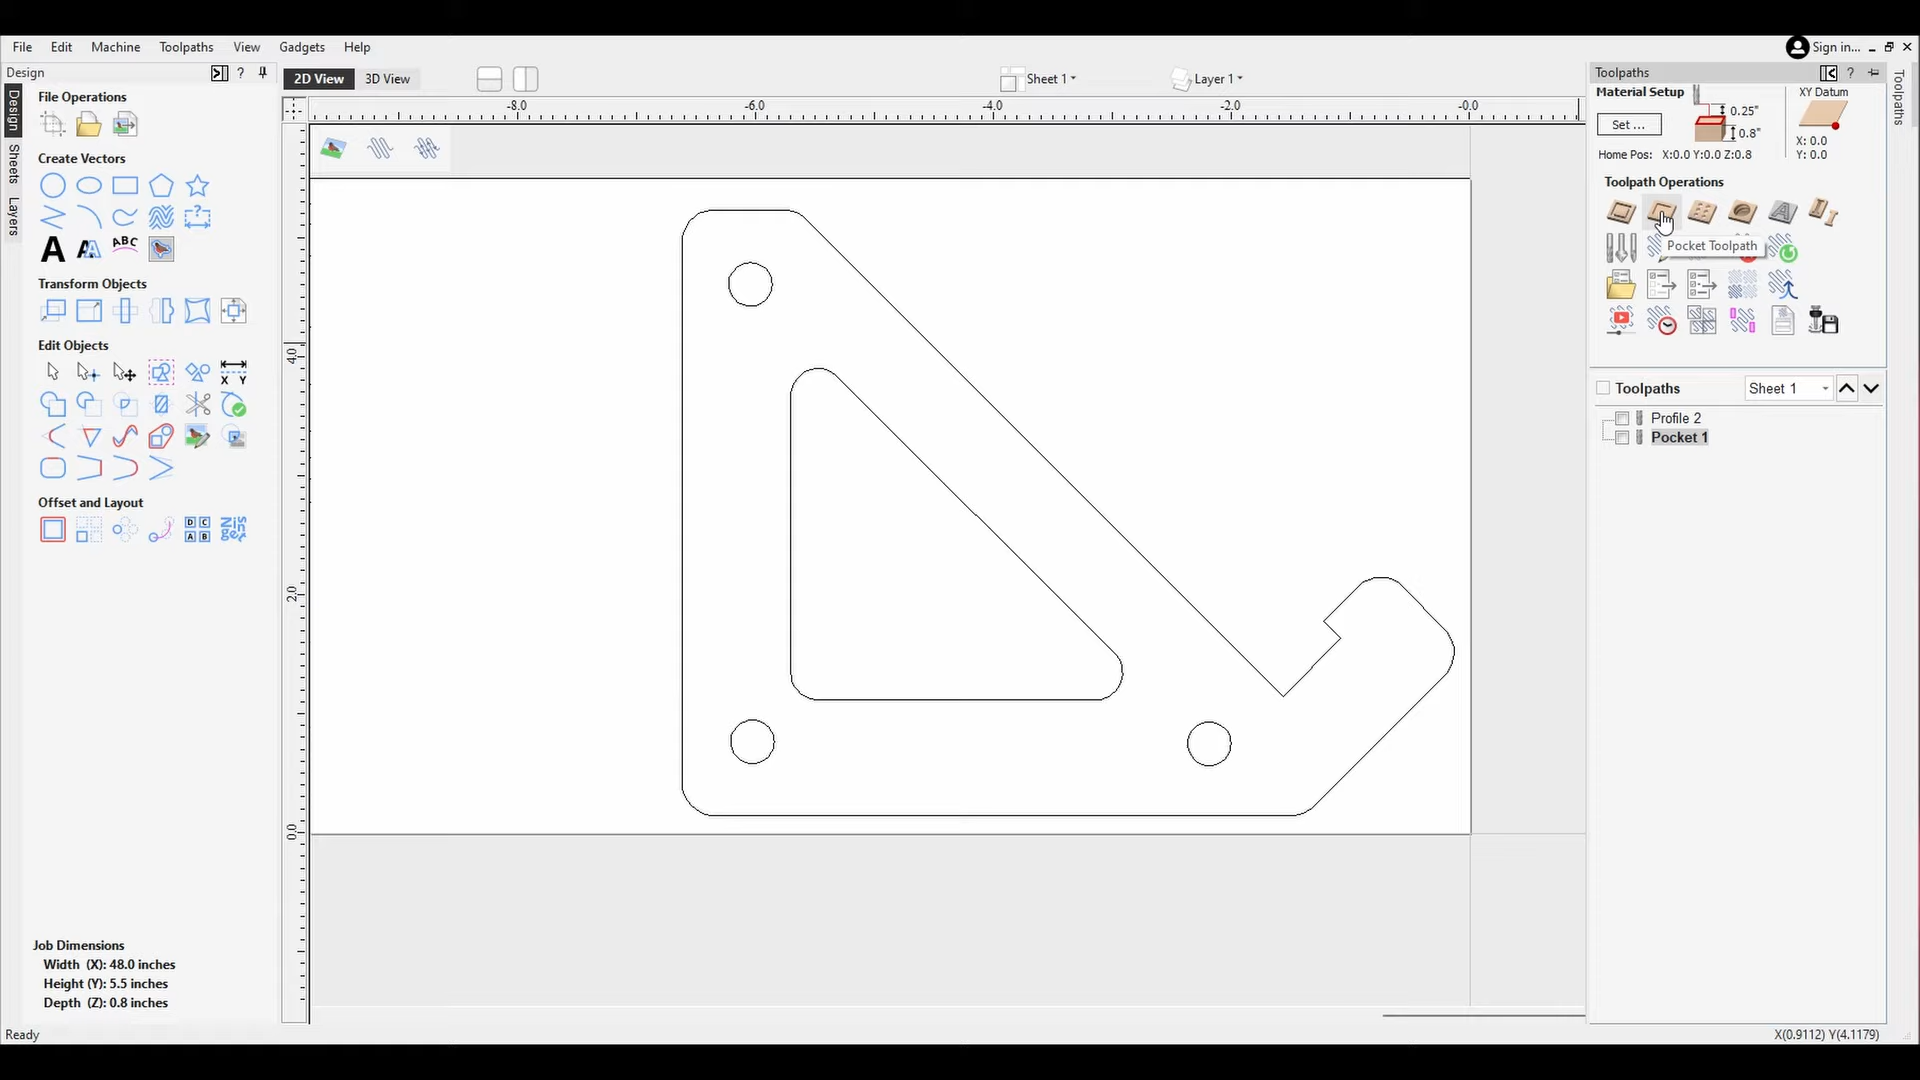 File Edit Machine Toolpaths View Gadgets Help
Sign in...
Design
?
2D View 3D View
Sheet 1
Layer 1
Toolpaths
?
Design
Sheets
Layers
File Operations
Create Vectors
A
A
ABC
Transform Objects
Edit Objects
X Y
Offset and Layout
D C
A B
Job Dimensions
Width (X): 48.0 inches
Height (Y): 5.5 inches
Depth (Z): 0.8 inches
Ready
-8.0 -6.0 -4.0 -2.0 -0.0
4.0
2.0
0.0
Material Setup
XY Datum
0.25"
Set ...
0.8"
X: 0.0
Y: 0.0
Home Pos: X:0.0 Y:0.0 Z:0.8
Toolpath Operations
A
Pocket Toolpath
Toolpaths
Sheet 1
Profile 2
Pocket 1
Toolpaths
X(0.9112) Y(4.1179)